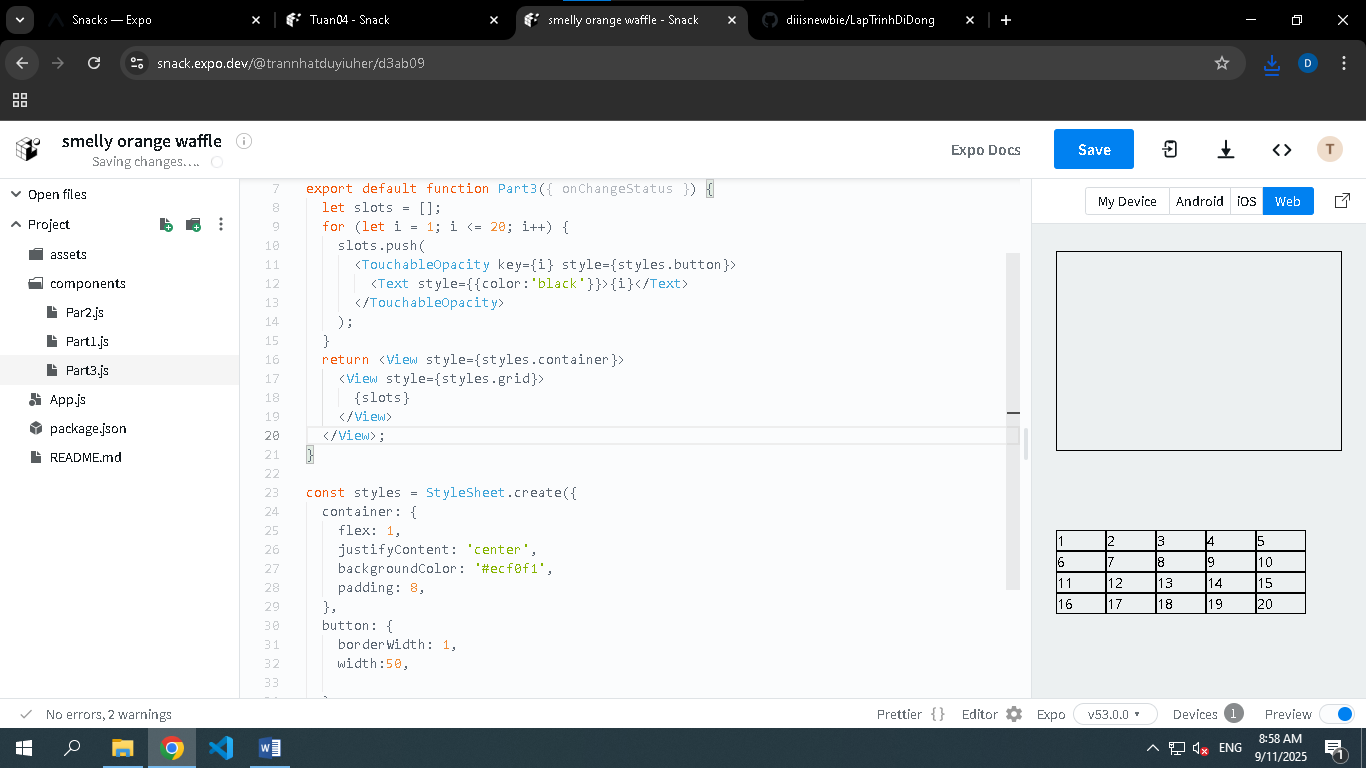 Snacks — Expo
Tuan04 - Snack
smelly orange waffle - Snack
diiisnewbie/LapTrinhDiDong
snack.expo.dev/@trannhatduyiuher/d3ab09
D
smelly orange waffle
Saving changes....
Expo Docs
Save
T
Open files
Project
assets
components
Par2.js
Part1.js
Part3.js
App.js
package.json
README.md
7 export default function Part3({ onChangeStatus }) {
8 let slots = [];
9 for (let i = 1; i <= 20; i++) {
10 slots.push(
11 <TouchableOpacity key={i} style={styles.button}>
12 <Text style={{color:'black'}}>{i}</Text>
13 </TouchableOpacity>
14 );
15 }
16 return <View style={styles.container}>
17 <View style={styles.grid}>
18 {slots}
19 </View>
20 </View>;
21 }
22
23 const styles = StyleSheet.create({
24 container: {
25 flex: 1,
26 justifyContent: 'center',
27 backgroundColor: '#ecf0f1',
28 padding: 8,
29 },
30 button: {
31 borderWidth: 1,
32 width:50,
33
My Device Android iOS Web
1 2 3 4 5
6 7 8 9 10
11 12 13 14 15
16 17 18 19 20
No errors, 2 warnings
Prettier {} Editor Expo v53.0.0 Devices 1 Preview
ENG
8:58 AM
9/11/2025
1